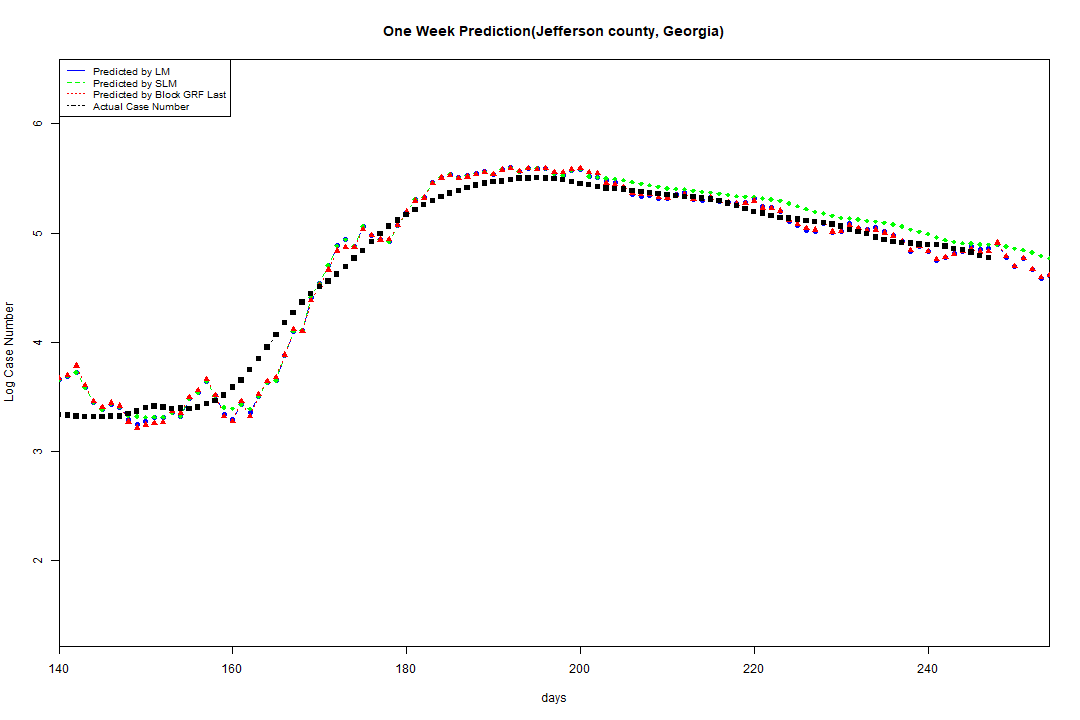 One Week Prediction(Jefferson county, Georgia)
Predicted by LM
Predicted by SLM
Predicted by Block GRF Last
Actual Case Number
6
5
4
3
2
Log Case Number
140 160 180 200 220 240
days